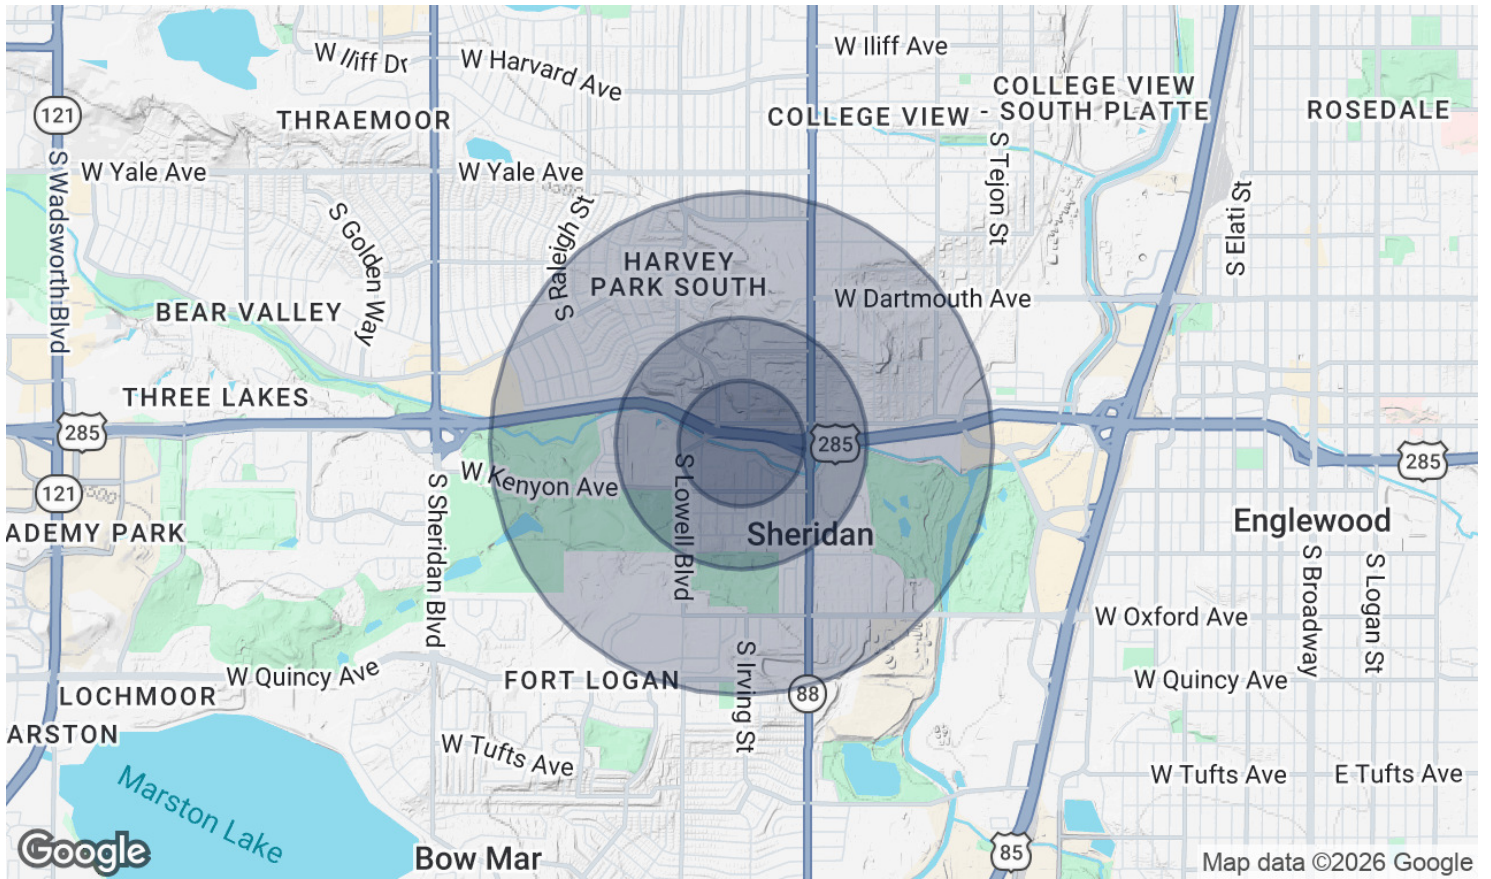 W Iliff Dr
W Harvard Ave
W Iliff Ave
COLLEGE VIEW
COLLEGE VIEW - SOUTH PLATTE
ROSEDALE
121
THRAEMOOR
W Yale Ave
W Yale Ave
S Wadsworth Blvd
S Golden Way
S Raleigh St
S Tejon St
S Elati St
HARVEY
PARK SOUTH
W Dartmouth Ave
BEAR VALLEY
THREE LAKES
285
285
285
121
W Kenyon Ave
S Sheridan Blvd
S Lowell Blvd
Sheridan
Englewood
ADEMY PARK
S Broadway
S Logan St
W Oxford Ave
S Irving St
W Quincy Ave
FORT LOGAN
88
W Quincy Ave
LOCHMOOR
ARSTON
W Tufts Ave
W Tufts Ave
E Tufts Ave
Marston Lake
Google
Bow Mar
85
Map data ©2026 Google